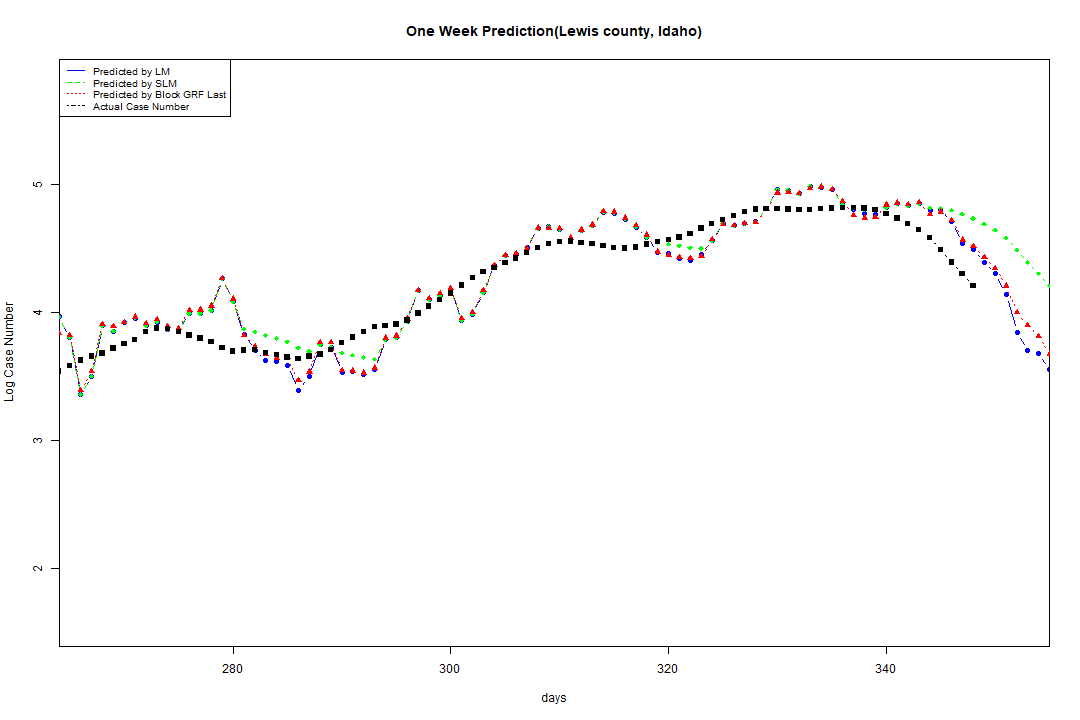 One Week Prediction(Lewis county, Idaho)
Predicted by LM
Predicted by SLM
Predicted by Block GRF Last
Actual Case Number
5
4
3
2
Log Case Number
280
300
320
340
days